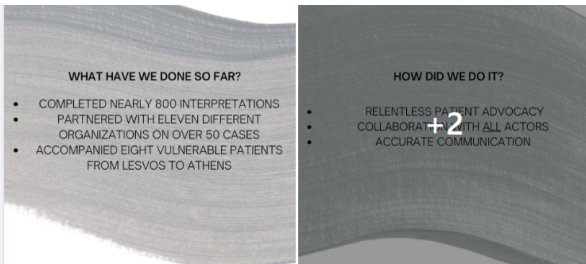 WHAT HAVE WE DONE SO FAR?
• COMPLETED NEARLY 800 INTERPRETATIONS
• PARTNERED WITH ELEVEN DIFFERENT
ORGANIZATIONS ON OVER 50 CASES
• ACCOMPANIED EIGHT VULNERABLE PATIENTS
FROM LESVOS TO ATHENS
HOW DID WE DO IT?
• RELENTLESS PATIENT ADVOCACY
• COLLABORATION WITH ALL ACTORS
• ACCURATE COMMUNICATION
+2